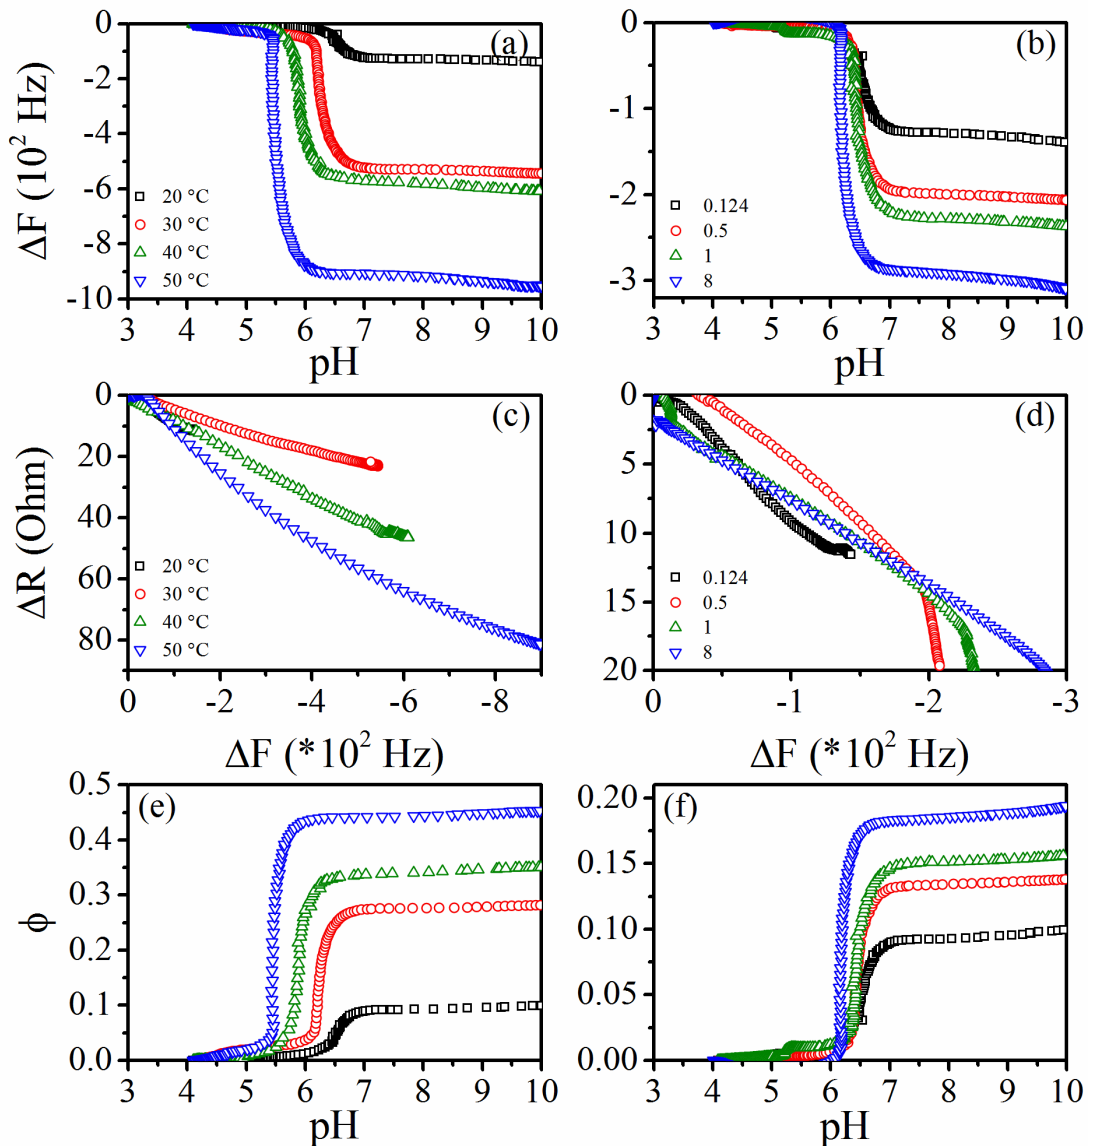 (a)
ΔF (10² Hz)
0
-2
-4
-6
-8
-10
20 °C
30 °C
40 °C
50 °C
3 4 5 6 7 8 9 10
pH
(b)
0
-1
-2
-3
0.124
0.5
1
8
3 4 5 6 7 8 9 10
pH
(c)
ΔR (Ohm)
0
20
40
60
80
20 °C
30 °C
40 °C
50 °C
0 -2 -4 -6 -8
ΔF (*10² Hz)
(d)
0
5
10
15
20
0.124
0.5
1
8
0 -1 -2 -3
ΔF (*10² Hz)
(e)
ϕ
0.5
0.4
0.3
0.2
0.1
0.0
3 4 5 6 7 8 9 10
pH
(f)
0.20
0.15
0.10
0.05
0.00
3 4 5 6 7 8 9 10
pH